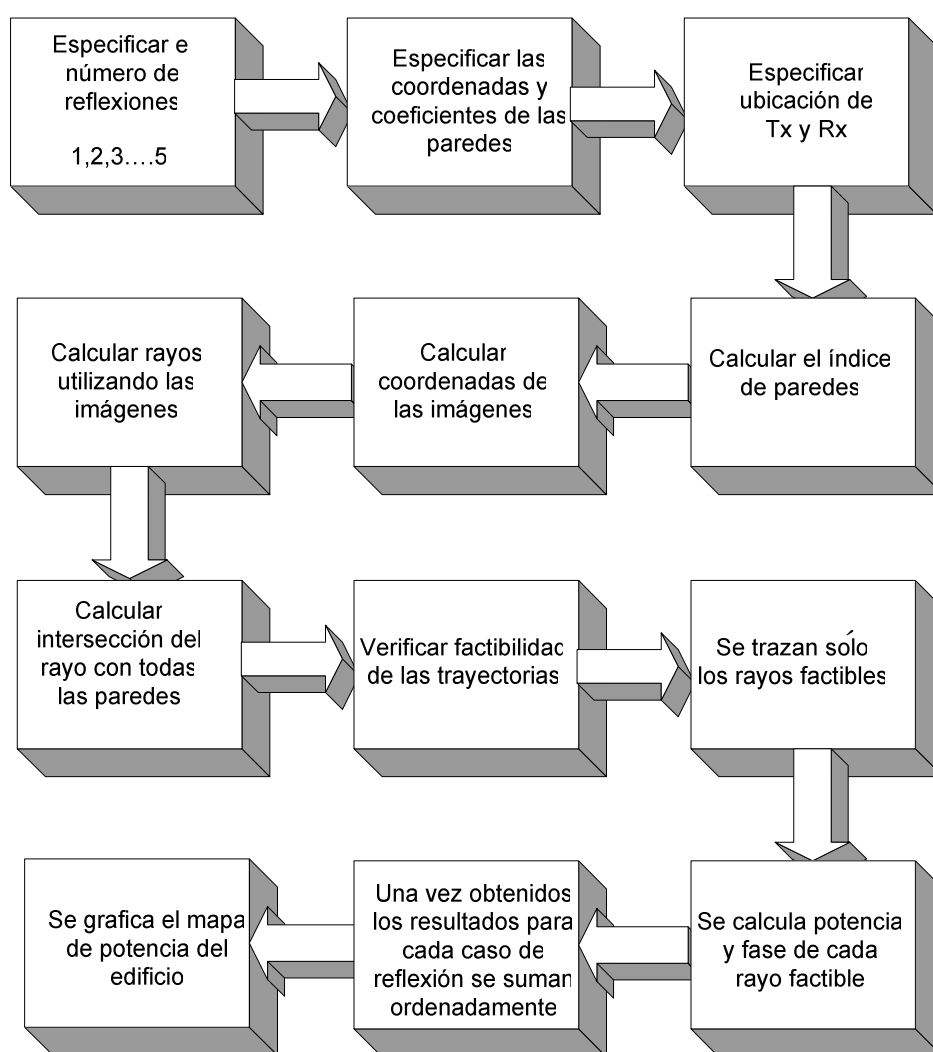 Especificar e
número de
reflexiones
1,2,3....5
Especificar las
coordenadas y
coeficientes de las
paredes
Especificar
ubicación de
Tx y Rx
Calcular el índice
de paredes
Calcular
coordenadas de
las imágenes
Calcular rayos
utilizando las
imágenes
Calcular
intersección del
rayo con todas
las paredes
Verificar factibilidad
de las trayectorias
Se trazan sólo
los rayos factibles
Se calcula potencia
y fase de cada
rayo factible
Una vez obtenidos
los resultados para
cada caso de
reflexión se suman
ordenadamente
Se grafica el mapa
de potencia del
edificio